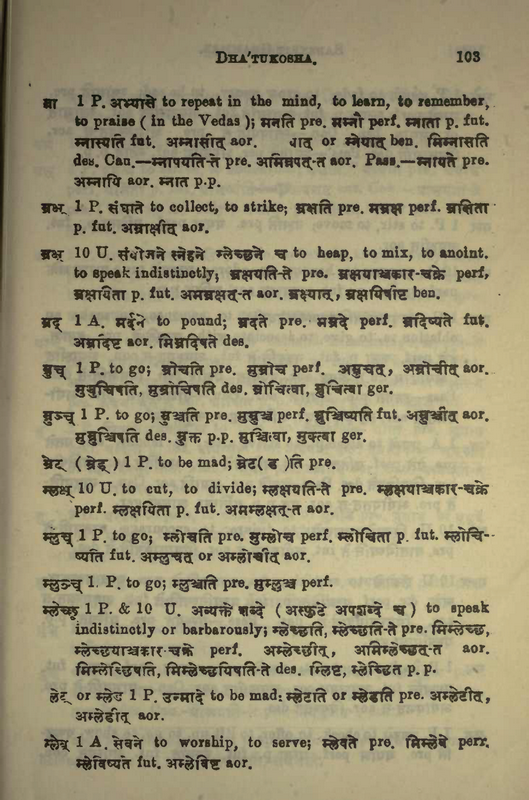 DHA'TUKOSHA. 103
म्ना 1 P. अभ्यासे to repeat in the mind, to learn, to remember,
to praise ( in the Vedas ); मनति pre. मम्नौ perf. म्नाता p. fut.
म्नास्यति fut. अम्नासीत् aor. or म्नेयात् ben. मिम्नासति
des. Cau.—म्नापयति-ते pre. aor. Pass.—म्नायते pre.
अम्नायि aor. म्नात p.p.
म्रक्ष् 1 P. संघाते to collect, to strike; म्रक्षति pre. मम्रक्ष perf. म्रक्षिता
p. fut. अम्राक्षीत् aor.
म्रक्ष् 10 U. संयोजने स्नेहने म्लेच्छने च to heap, to mix, to anoint.
to speak indistinctly; म्रक्षयति-ते pre. म्रक्षयाञ्चकार-चक्रे perf,
म्रक्षयिता p. fut. अमम्रक्षत्-त aor. म्रक्ष्यात्, म्रक्षयिषीष्ट ben.
म्रद् 1 A. मर्दने to pound; म्रदते pre. मम्रदे perf. म्रदिष्यते fut.
अम्रदिष्ट aor. मिम्रदिषते des.
म्रुच् 1 P. to go; म्रोचति pre. मुम्रोच perf. अम्रुचत्, अम्रोचीत् aor.
मुम्रुचिषति, मुम्रोचिषति des. म्रोचित्वा, म्रुचित्वा ger.
म्रुञ्च् 1 P. to go; म्रुञ्चति pre. मुम्रुञ्च perf. म्रुञ्चिष्यति fut. अम्रुञ्चीत् aor.
मुम्रुञ्चिषति des. म्रुक्त p.p. म्रुञ्चित्वा, म्रुक्त्वा ger.
म्रेट् ( म्रेड् ) 1 P. to be mad; म्रेट( ड )ति pre.
म्लक्ष् 10 U. to cut, to divide; म्लक्षयति-ते pre. म्लक्षयाञ्चकार-चक्रे
perf. म्लक्षयिता p. fut. अमम्लक्षत्-त aor.
म्लुच् 1 P. to go; म्लोचति pre. मुम्लोच perf. म्लोचिता p. fut. म्लोचि-
ष्यति fut. अम्लुचत् or अम्लोचीत् aor.
म्लुञ्च् 1. P. to go; म्लुञ्चति pre. मुम्लुञ्च perf.
म्लेच्छ् 1 P. & 10 U. अव्यक्ते शब्दे ( अस्फुटे अपशब्दे च ) to speak
indistinctly or barbarously; म्लेच्छति, म्लेच्छयति-ते pre. मिम्लेच्छ,
म्लेच्छयाञ्चकार-चक्रे perf. अम्लेच्छीत्, अमिम्लेच्छत्-त aor.
मिम्लेच्छिषति, मिम्लेच्छयिषति-ते des. म्लिष्ट, म्लेच्छित p. p.
म्लेट् or म्लेड 1 P. उन्मादे to be mad; म्लेटति or म्लेडति pre. अम्लेटीत्,
अम्लेडीत् aor.
म्लेव् 1 A. सेवने to worship, to serve; म्लेवते pre. मिम्लेवे perf.
म्लेविष्यते fut. अम्लेविष्ट aor.